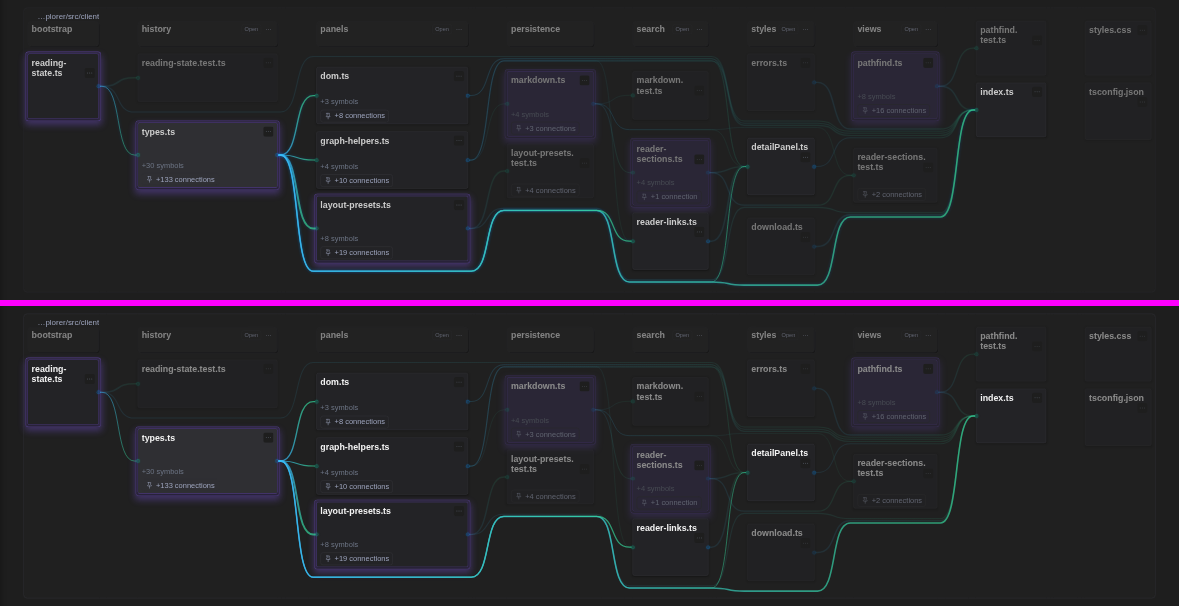 ...plorer/src/client
bootstrap
history
Open
panels
Open
persistence
search
Open
styles
Open
views
Open
pathfind.
test.ts
styles.css
reading-
state.ts
reading-state.test.ts
types.ts
+30 symbols
+133 connections
dom.ts
+3 symbols
+8 connections
graph-helpers.ts
+4 symbols
+10 connections
layout-presets.ts
+8 symbols
+19 connections
markdown.ts
+4 symbols
+3 connections
layout-presets.
test.ts
+4 connections
markdown.
test.ts
reader-
sections.ts
+4 symbols
+1 connection
reader-links.ts
errors.ts
detailPanel.ts
download.ts
pathfind.ts
+8 symbols
+16 connections
reader-sections.
test.ts
+2 connections
index.ts
tsconfig.json
...plorer/src/client
bootstrap
history
Open
panels
Open
persistence
search
Open
styles
Open
views
Open
pathfind.
test.ts
styles.css
reading-
state.ts
reading-state.test.ts
types.ts
+30 symbols
+133 connections
dom.ts
+3 symbols
+8 connections
graph-helpers.ts
+4 symbols
+10 connections
layout-presets.ts
+8 symbols
+19 connections
markdown.ts
+4 symbols
+3 connections
layout-presets.
test.ts
+4 connections
markdown.
test.ts
reader-
sections.ts
+4 symbols
+1 connection
reader-links.ts
errors.ts
detailPanel.ts
download.ts
pathfind.ts
+8 symbols
+16 connections
reader-sections.
test.ts
+2 connections
index.ts
tsconfig.json